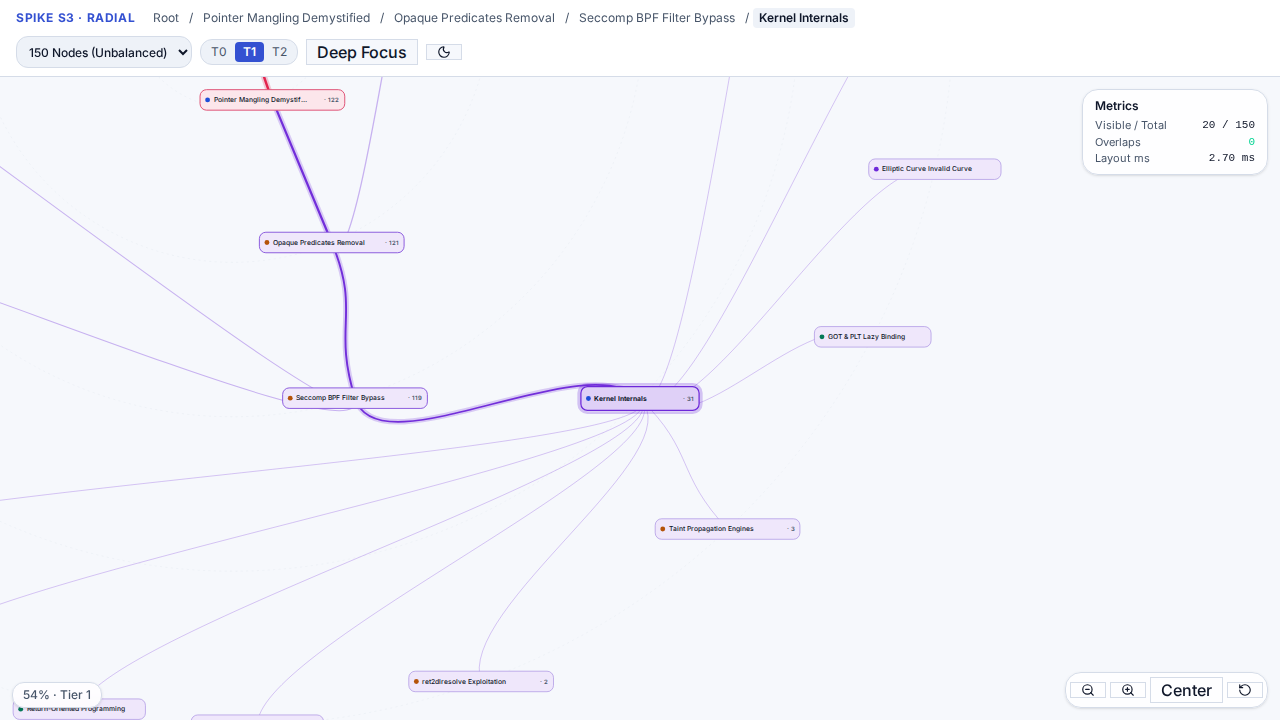 SPIKE S3 · RADIAL Root / Pointer Mangling Demystified / Opaque Predicates Removal / Seccomp BPF Filter Bypass / Kernel Internals
150 Nodes (Unbalanced) T0 T1 T2 Deep Focus
Metrics
Visible / Total 20 / 150
Overlaps 0
Layout ms 2.70 ms
Pointer Mangling Demystif... · 122
Elliptic Curve Invalid Curve
Opaque Predicates Removal · 121
GOT & PLT Lazy Binding
Seccomp BPF Filter Bypass · 119
Kernel Internals · 31
Taint Propagation Engines · 3
ret2dlresolve Exploitation · 2
54% · Tier 1
Return-Oriented Programming
Center